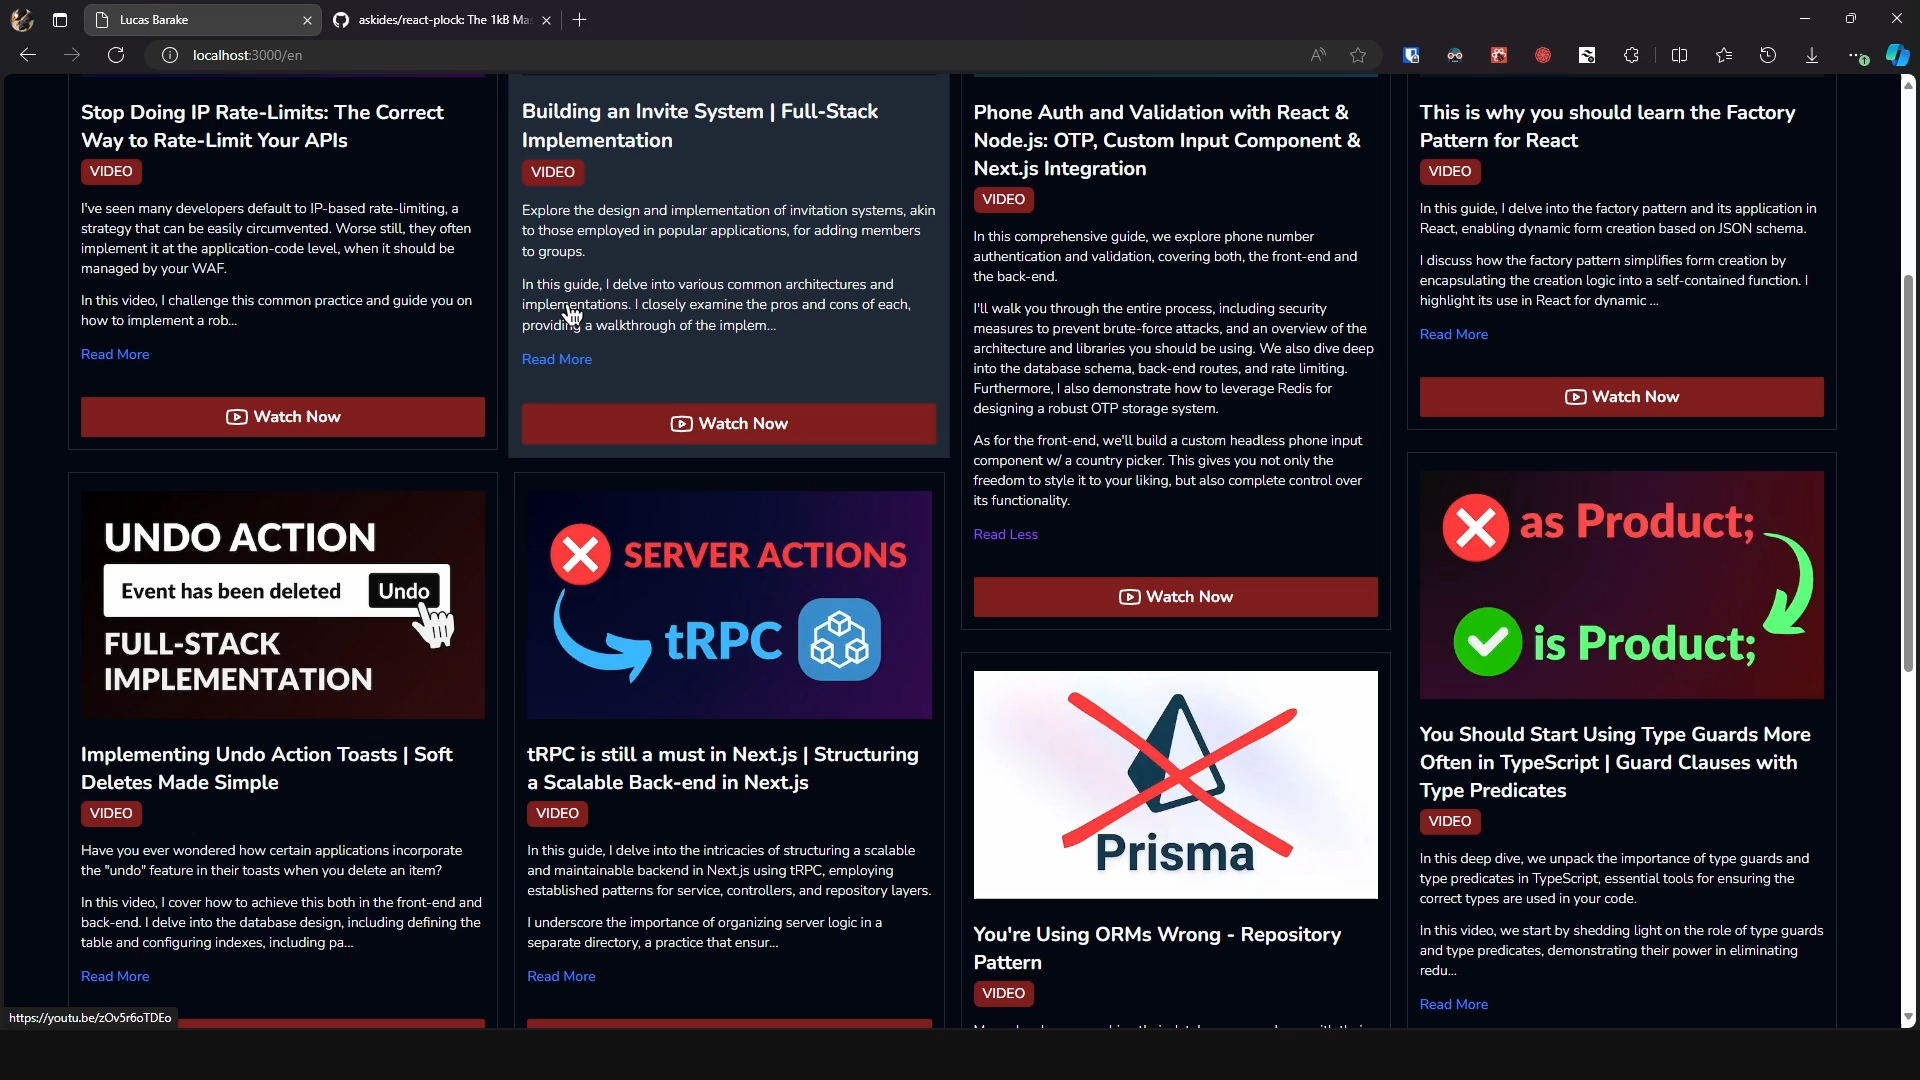 Lucas Barake
askides/react-plock: The 1kB Ma
localhost:3000/en
Stop Doing IP Rate-Limits: The Correct
Way to Rate-Limit Your APIs
VIDEO
I've seen many developers default to IP-based rate-limiting, a
strategy that can be easily circumvented. Worse still, they often
implement it at the application-code level, when it should be
managed by your WAF.
In this video, I challenge this common practice and guide you on
how to implement a rob...
Read More
Watch Now
Building an Invite System | Full-Stack
Implementation
VIDEO
Explore the design and implementation of invitation systems, akin
to those employed in popular applications, for adding members
to groups.
In this guide, I delve into various common architectures and
implementations. I closely examine the pros and cons of each,
providing a walkthrough of the implem...
Read More
Watch Now
Phone Auth and Validation with React &
Node.js: OTP, Custom Input Component &
Next.js Integration
VIDEO
In this comprehensive guide, we explore phone number
authentication and validation, covering both, the front-end and
the back-end.
I'll walk you through the entire process, including security
measures to prevent brute-force attacks, and an overview of the
architecture and libraries you should be using. We also dive deep
into the database schema, back-end routes, and rate limiting.
Furthermore, I also demonstrate how to leverage Redis for
designing a robust OTP storage system.
As for the front-end, we'll build a custom headless phone input
component w/ a country picker. This gives you not only the
freedom to style it to your liking, but also complete control over
its functionality.
Read Less
Watch Now
This is why you should learn the Factory
Pattern for React
VIDEO
In this guide, I delve into the factory pattern and its application in
React, enabling dynamic form creation based on JSON schema.
I discuss how the factory pattern simplifies form creation by
encapsulating the creation logic into a self-contained function. I
highlight its use in React for dynamic ...
Read More
Watch Now
UNDO ACTION
Event has been deleted Undo
FULL-STACK
IMPLEMENTATION
Implementing Undo Action Toasts | Soft
Deletes Made Simple
VIDEO
Have you ever wondered how certain applications incorporate
the "undo" feature in their toasts when you delete an item?
In this video, I cover how to achieve this both in the front-end and
back-end. I delve into the database design, including defining the
table and configuring indexes, including pa...
Read More
SERVER ACTIONS
tRPC
tRPC is still a must in Next.js | Structuring
a Scalable Back-end in Next.js
VIDEO
In this guide, I delve into the intricacies of structuring a scalable
and maintainable backend in Next.js using tRPC, employing
established patterns for service, controllers, and repository layers.
I underscore the importance of organizing server logic in a
separate directory, a practice that ensur...
Read More
Prisma
You're Using ORMs Wrong - Repository
Pattern
VIDEO
as Product;
is Product;
You Should Start Using Type Guards More
Often in TypeScript | Guard Clauses with
Type Predicates
VIDEO
In this deep dive, we unpack the importance of type guards and
type predicates in TypeScript, essential tools for ensuring the
correct types are used in your code.
In this video, we start by shedding light on the role of type guards
and type predicates, demonstrating their power in eliminating
redu...
Read More
https://youtu.be/zOv5r6oTDEo